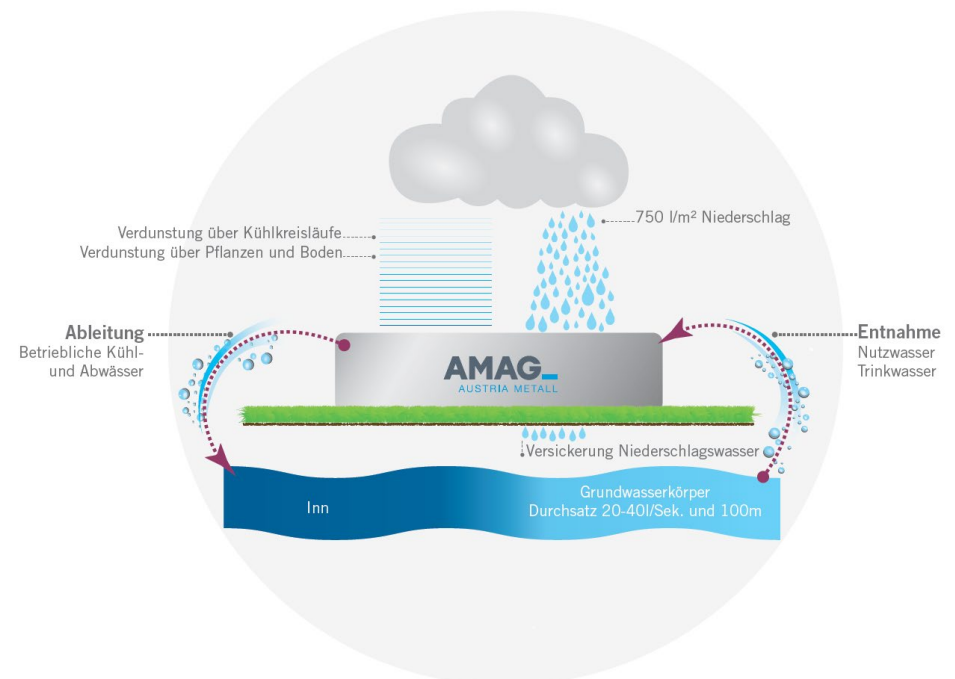 750 l/m² Niederschlag
Verdunstung über Kühlkreisläufe
Verdunstung über Pflanzen und Boden
Ableitung
Betriebliche Kühl-
und Abwässer
Entnahme
Nutzwasser
Trinkwasser
AMAG_
AUSTRIA METALL
Versickerung Niederschlagswasser
Inn
Grundwasserkörper
Durchsatz 20-40l/Sek. und 100m